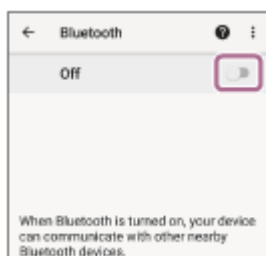 Bluetooth
Off
When Bluetooth is turned on, your device
can communicate with other nearby
Bluetooth devices.